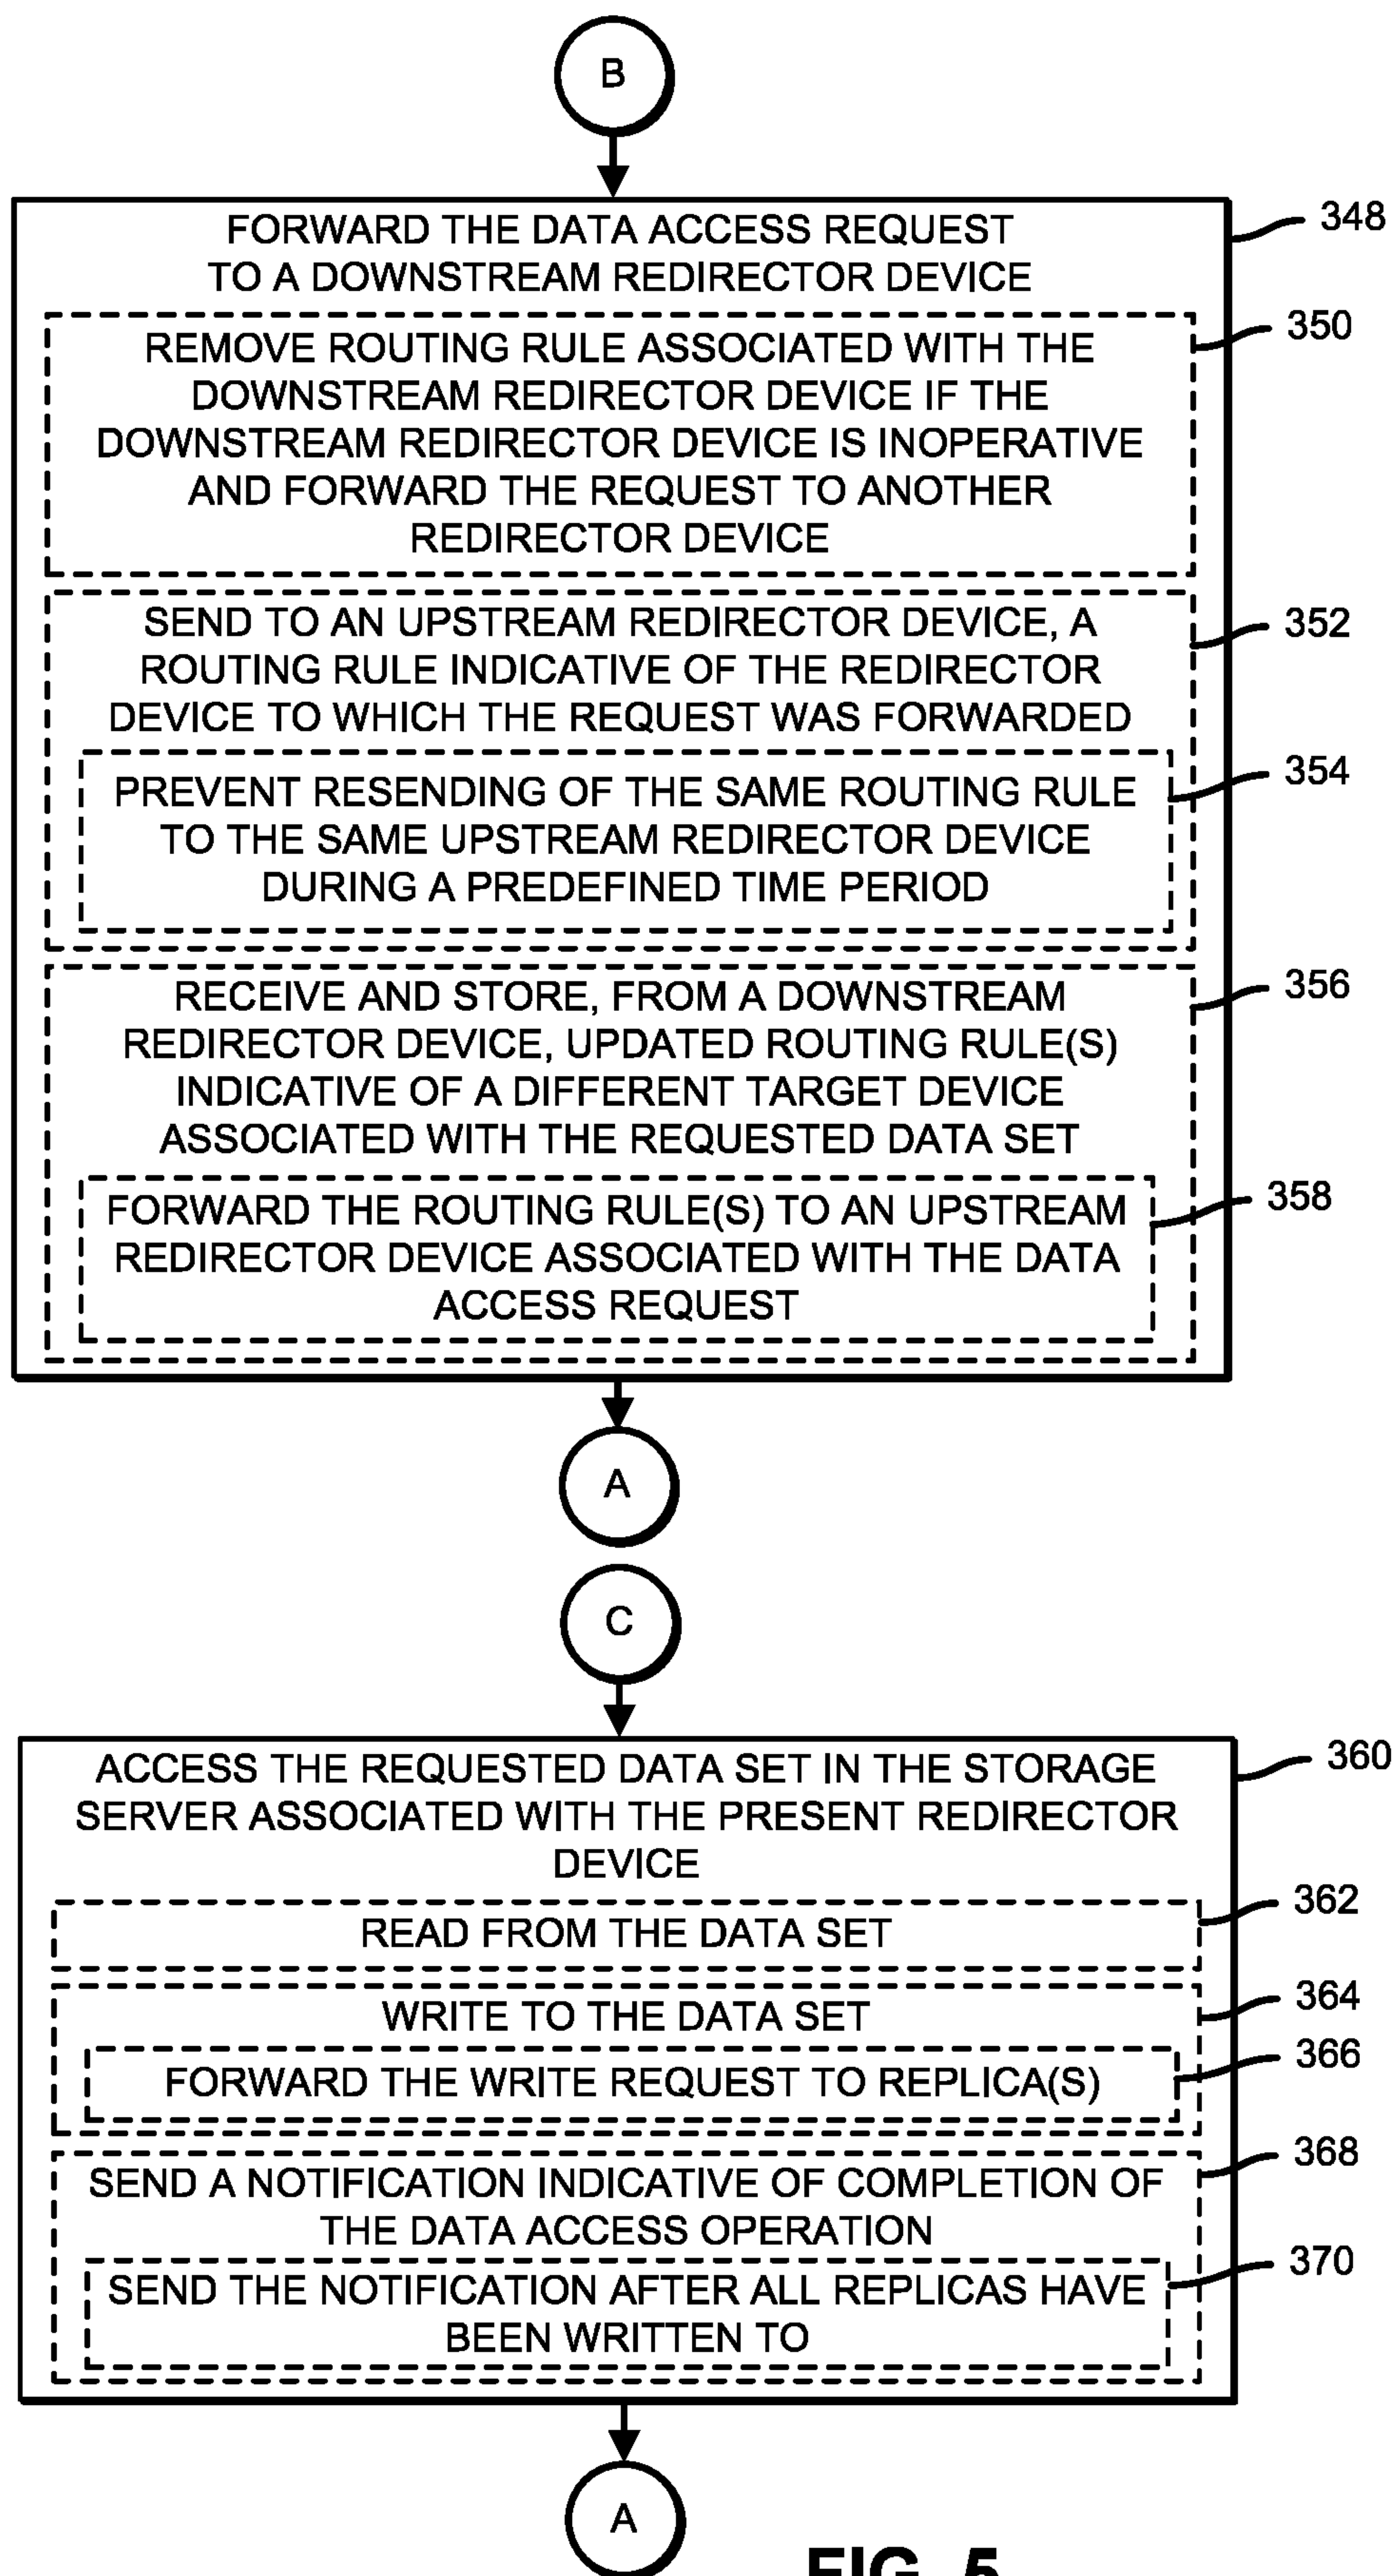 B
FORWARD THE DATA ACCESS REQUEST
TO A DOWNSTREAM REDIRECTOR DEVICE
348
REMOVE ROUTING RULE ASSOCIATED WITH THE
DOWNSTREAM REDIRECTOR DEVICE IF THE
DOWNSTREAM REDIRECTOR DEVICE IS INOPERATIVE
AND FORWARD THE REQUEST TO ANOTHER
REDIRECTOR DEVICE
350
SEND TO AN UPSTREAM REDIRECTOR DEVICE, A
ROUTING RULE INDICATIVE OF THE REDIRECTOR
DEVICE TO WHICH THE REQUEST WAS FORWARDED
352
PREVENT RESENDING OF THE SAME ROUTING RULE
TO THE SAME UPSTREAM REDIRECTOR DEVICE
DURING A PREDEFINED TIME PERIOD
354
RECEIVE AND STORE, FROM A DOWNSTREAM
REDIRECTOR DEVICE, UPDATED ROUTING RULE(S)
INDICATIVE OF A DIFFERENT TARGET DEVICE
ASSOCIATED WITH THE REQUESTED DATA SET
356
FORWARD THE ROUTING RULE(S) TO AN UPSTREAM
REDIRECTOR DEVICE ASSOCIATED WITH THE DATA
ACCESS REQUEST
358
A
C
ACCESS THE REQUESTED DATA SET IN THE STORAGE
SERVER ASSOCIATED WITH THE PRESENT REDIRECTOR
DEVICE
360
READ FROM THE DATA SET
362
WRITE TO THE DATA SET
364
FORWARD THE WRITE REQUEST TO REPLICA(S)
366
SEND A NOTIFICATION INDICATIVE OF COMPLETION OF
THE DATA ACCESS OPERATION
368
SEND THE NOTIFICATION AFTER ALL REPLICAS HAVE
BEEN WRITTEN TO
370
A
FIG. 5